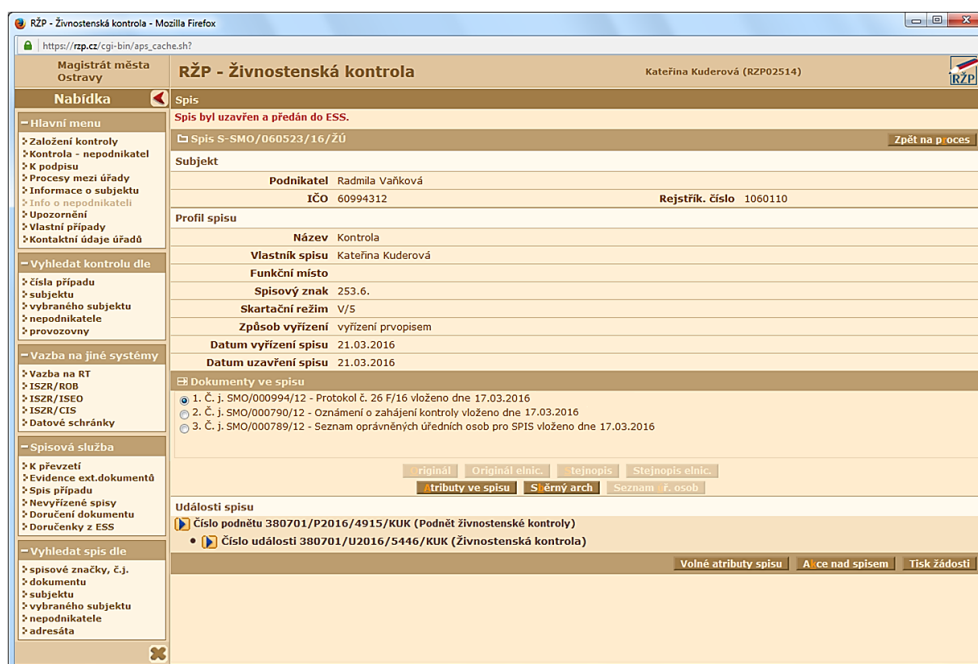 RŽP - Živnostenská kontrola - Mozilla Firefox
https://rzp.cz/cgi-bin/aps_cache.sh?
Magistrát města
Ostravy
RŽP - Živnostenská kontrola
Kateřina Kuderová (RZP02514)
RŽP
Nabídka
Hlavní menu
Založení kontroly
Kontrola - nepodnikatel
K podpisu
Procesy mezi úřady
Informace o subjektu
Info o nepodnikateli
Upozornění
Vlastní případy
Kontaktní údaje úřadů
Vyhledat kontrolu dle
čísla případu
subjektu
vybraného subjektu
nepodnikatele
provozovny
Vazba na jiné systémy
Vazba na RT
ISZR/ROB
ISZR/ISEO
ISZR/CIS
Datové schránky
Spisová služba
K převzetí
Evidence ext.dokumentů
Spis případu
Nevyřízené spisy
Doručení dokumentu
Doručenky z ESS
Vyhledat spis dle
spisové značky, č.j.
dokumentu
subjektu
vybraného subjektu
nepodnikatele
adresáta
Spis
Spis byl uzavřen a předán do ESS.
Spis S-SMO/060523/16/ŽÚ
Zpět na proces
Subjekt
Podnikatel Radmila Vaňková
IČO 60994312 Rejstřík. číslo 1060110
Profil spisu
Název Kontrola
Vlastník spisu Kateřina Kuderová
Funkční místo
Spisový znak 253.6.
Skartační režim V/5
Způsob vyřízení vyřízení prvopisem
Datum vyřízení spisu 21.03.2016
Datum uzavření spisu 21.03.2016
Dokumenty ve spisu
1. Č. j. SMO/000994/12 - Protokol č. 26 F/16 vloženo dne 17.03.2016
2. Č. j. SMO/000790/12 - Oznámení o zahájení kontroly vloženo dne 17.03.2016
3. Č. j. SMO/000789/12 - Seznam oprávněných úředních osob pro SPIS vloženo dne 17.03.2016
Originál Originál elnic. Stejnopis Stejnopis elnic.
Atributy ve spisu Sběrný arch Seznam úř. osob
Události spisu
Číslo podnětu 380701/P2016/4915/KUK (Podnět živnostenské kontroly)
• Číslo události 380701/U2016/5446/KUK (Živnostenská kontrola)
Volné atributy spisu Akce nad spisem Tisk žádosti